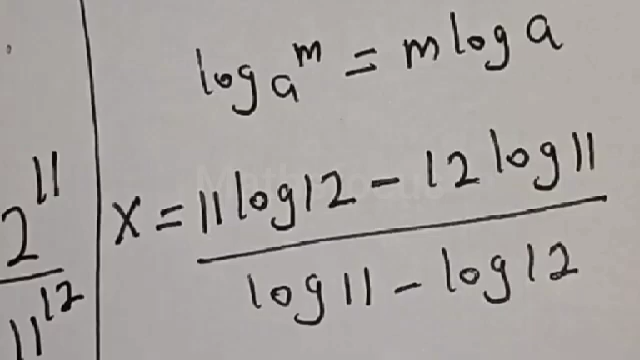 log a^m = m log a
2^11
11^12
x = 11 log 12 - 12 log 11
log 11 - log 12